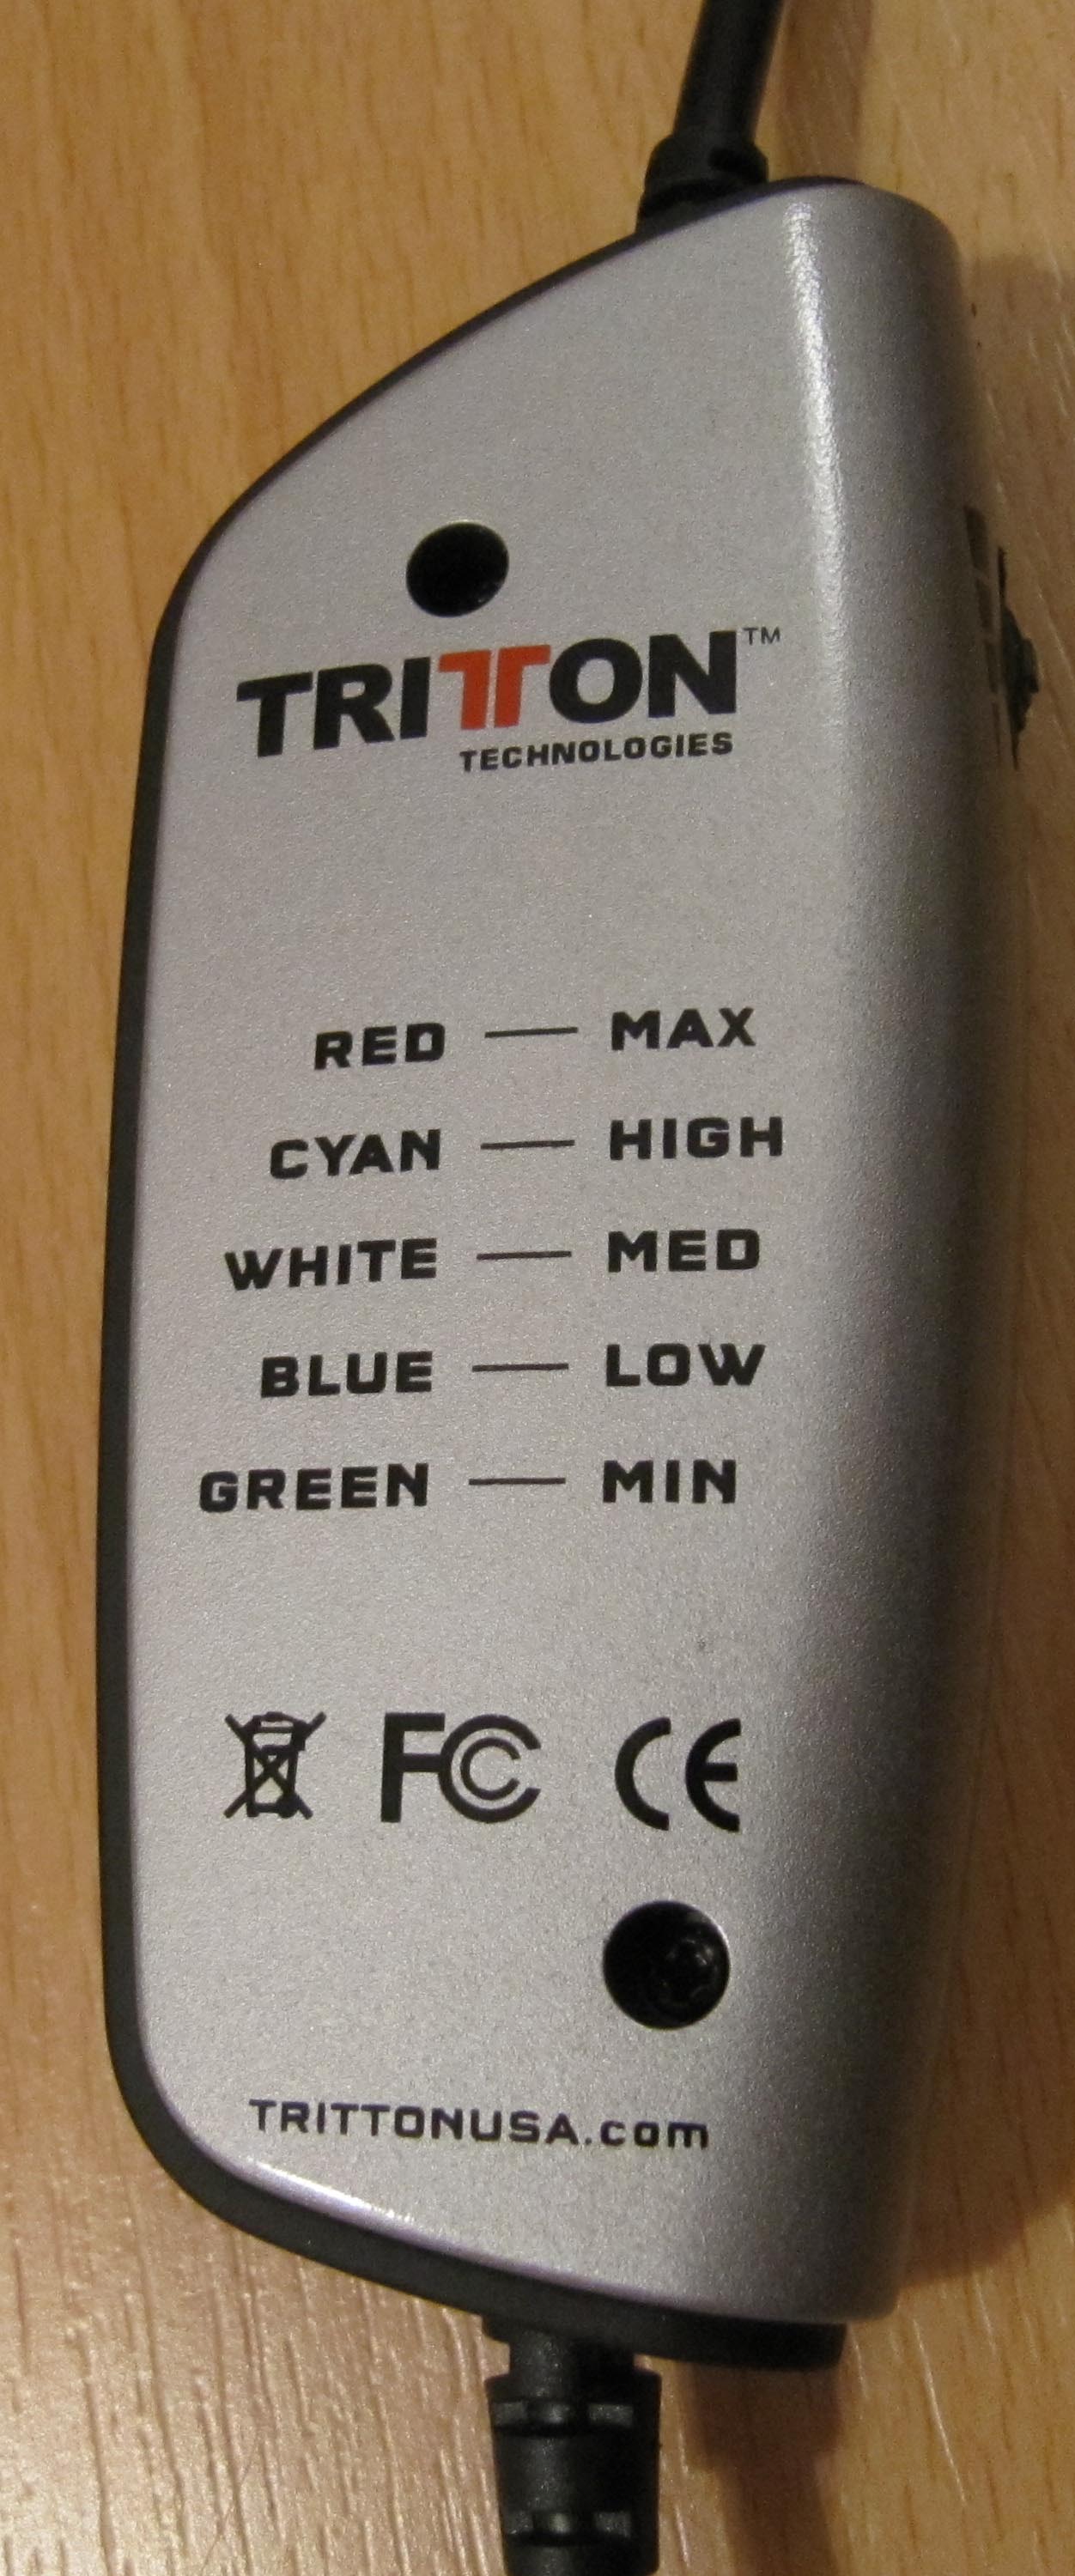 TRITTON™
TECHNOLOGIES
RED — MAX
CYAN — HIGH
WHITE — MED
BLUE — LOW
GREEN — MIN
FC CE
TRITTONUSA.com